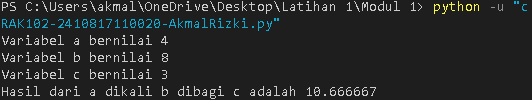 PS C:\Users\akmal\OneDrive\Desktop\Latihan 1\Modul 1> python -u "c
RAK102-2410817110020-AkmalRizki.py"
Variabel a bernilai 4
Variabel b bernilai 8
Variabel c bernilai 3
Hasil dari a dikali b dibagi c adalah 10.666667